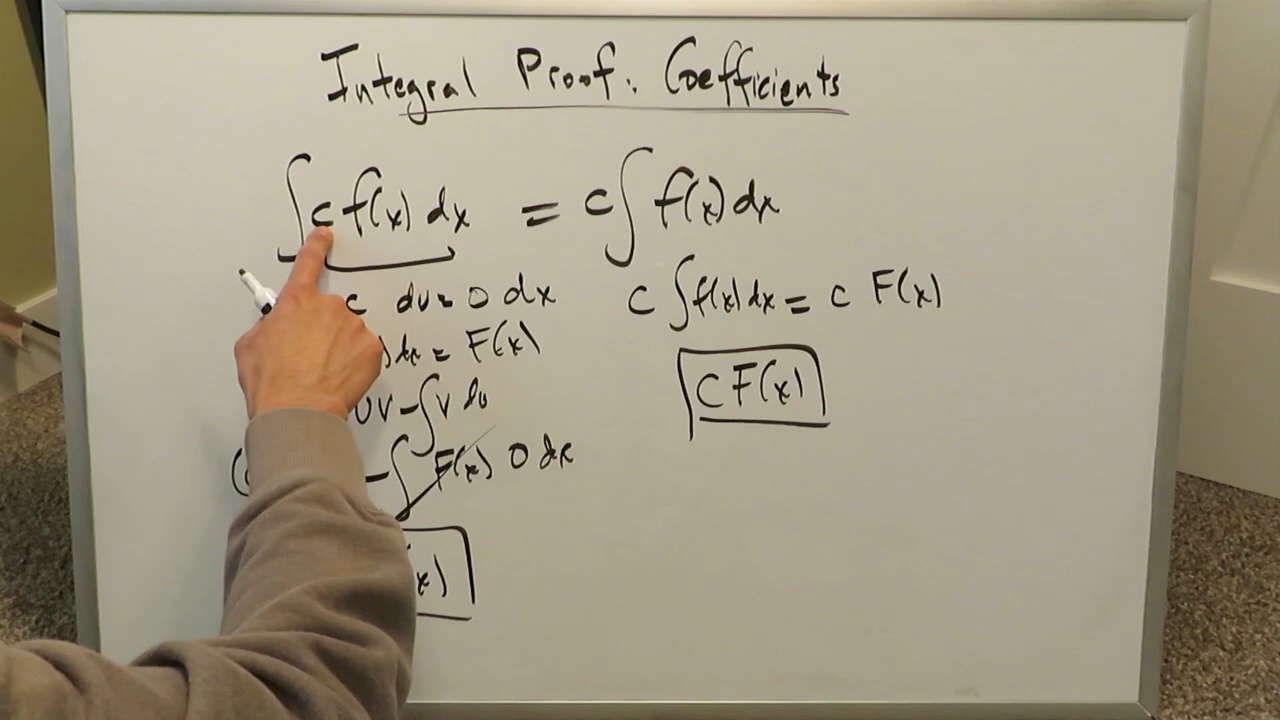 Integral Proof: Coefficients
∫ c f(x) dx = c ∫ f(x) dx
c du = 0 dx
c ∫ f(x) dx = c F(x)
) dx = F(x)
c F(x)
UV - ∫ V du
( - ∫ F(x) 0 dx
x)